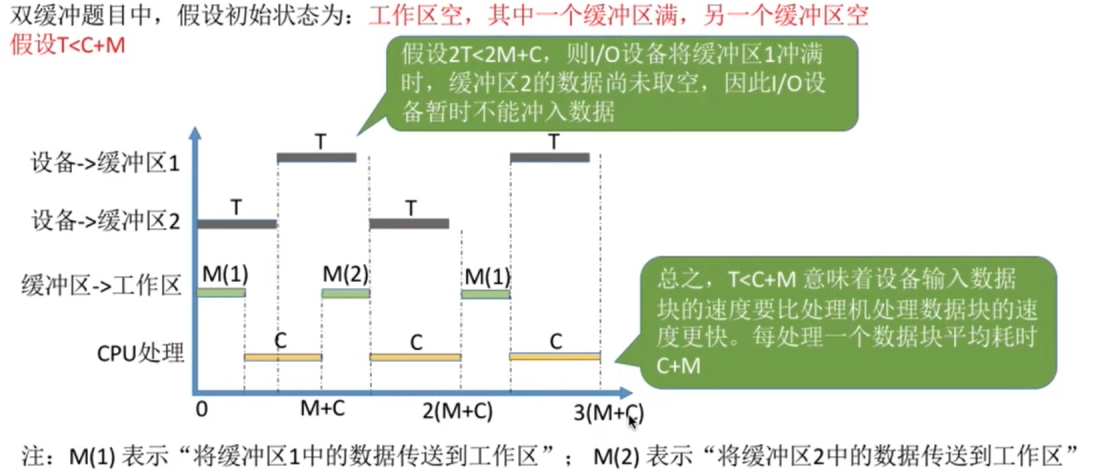 双缓冲题目中，假设初始状态为：工作区空，其中一个缓冲区满，另一个缓冲区空
假设T<C+M
假设2T<2M+C，则I/O设备将缓冲区1冲满
时，缓冲区2的数据尚未取空，因此I/O设
备暂时不能冲入数据
T
T
设备->缓冲区1
T
T
设备->缓冲区2
M(1)
M(2)
M(1)
缓冲区->工作区
C
C
C
CPU处理
总之，T<C+M 意味着设备输入数据
块的速度要比处理机处理数据块的速
度更快。每处理一个数据块平均耗时
C+M
0
M+C
2(M+C)
3(M+C)
注：M(1) 表示“将缓冲区1中的数据传送到工作区”； M(2) 表示“将缓冲区2中的数据传送到工作区”